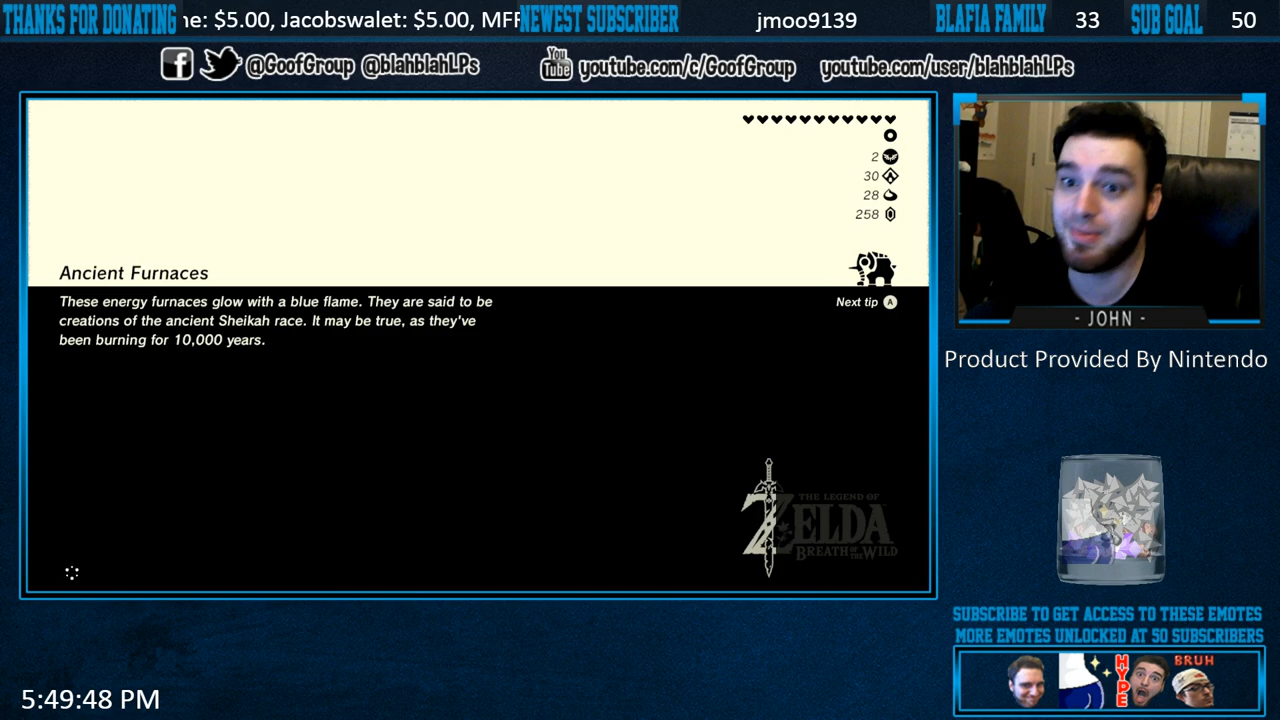 THANKS FOR DONATING ne: $5.00, Jacobswalet: $5.00, MFF NEWEST SUBSCRIBER jmoo9139 BLAFIA FAMILY 33 SUB GOAL 50
@GoofGroup @blahblahLPs You Tube youtube.com/c/GoofGroup youtube.com/user/blahblahLPs
2
30
28
258
Ancient Furnaces
These energy furnaces glow with a blue flame. They are said to be
creations of the ancient Sheikah race. It may be true, as they've
been burning for 10,000 years.
Next tip A
THE LEGEND OF
ZELDA
BREATH OF THE WILD
- JOHN -
Product Provided By Nintendo
SUBSCRIBE TO GET ACCESS TO THESE EMOTES
MORE EMOTES UNLOCKED AT 50 SUBSCRIBERS
HYPE
BRUH
5:49:48 PM